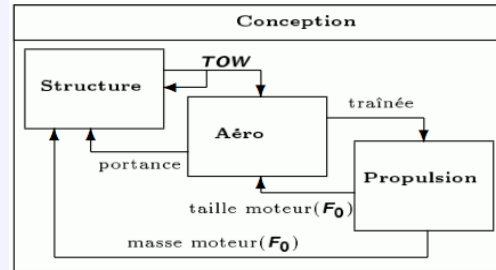 Conception
TOW
Structure
traînée
Aéro
portance
Propulsion
taille moteur(F₀)
masse moteur(F₀)